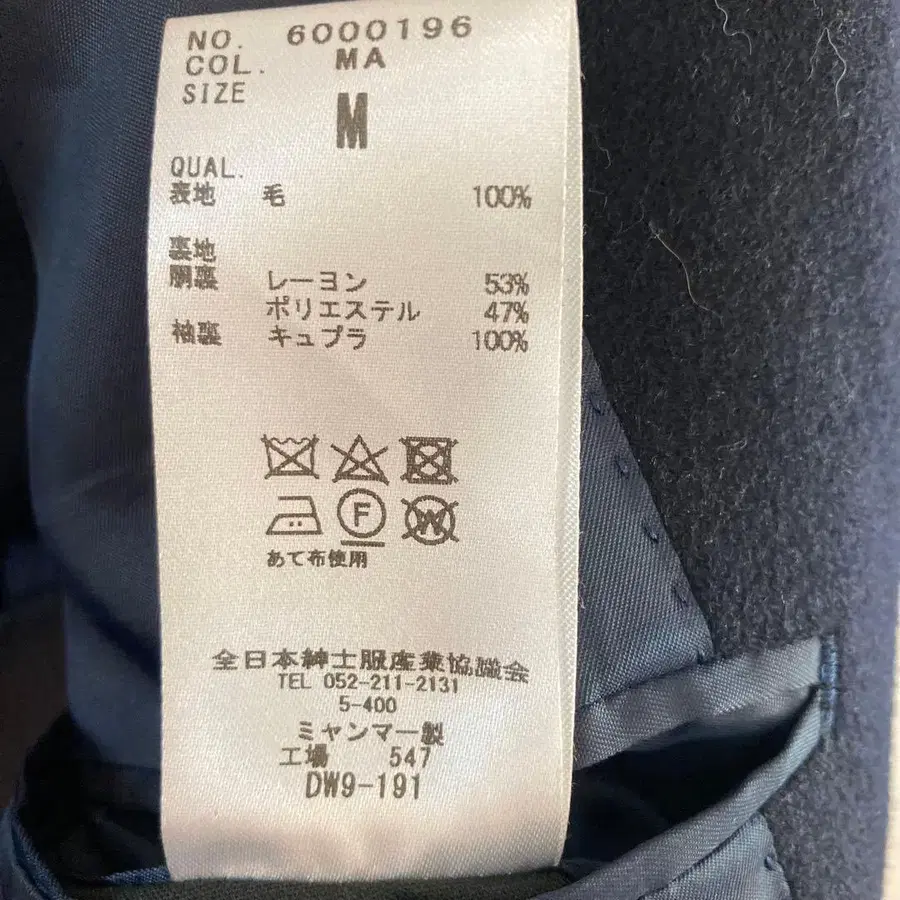 NO. 6000196
COL. MA
SIZE
M
QUAL.
表地 毛 100%
裏地
胴裏 レーヨン 53%
ポリエステル 47%
袖裏 キュプラ 100%
F
W
あて布使用
全日本紳士服産業協議会
TEL 052-211-2131
5-400
ミヤンマー製
工場 547
DW9-191